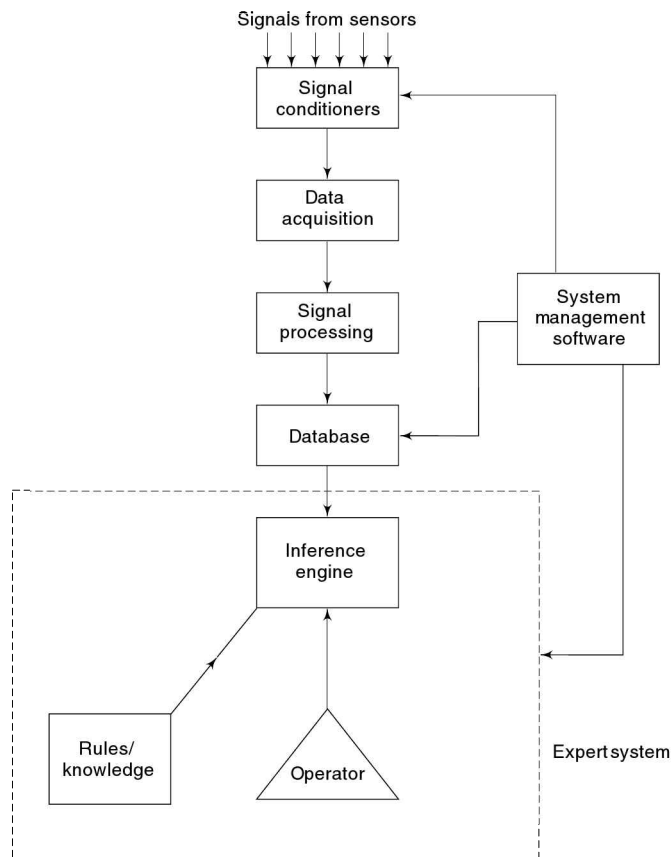 Signals from sensors
Signal
conditioners
Data
acquisition
Signal
processing
System
management
software
Database
Inference
engine
Rules/
knowledge
Operator
Expert system